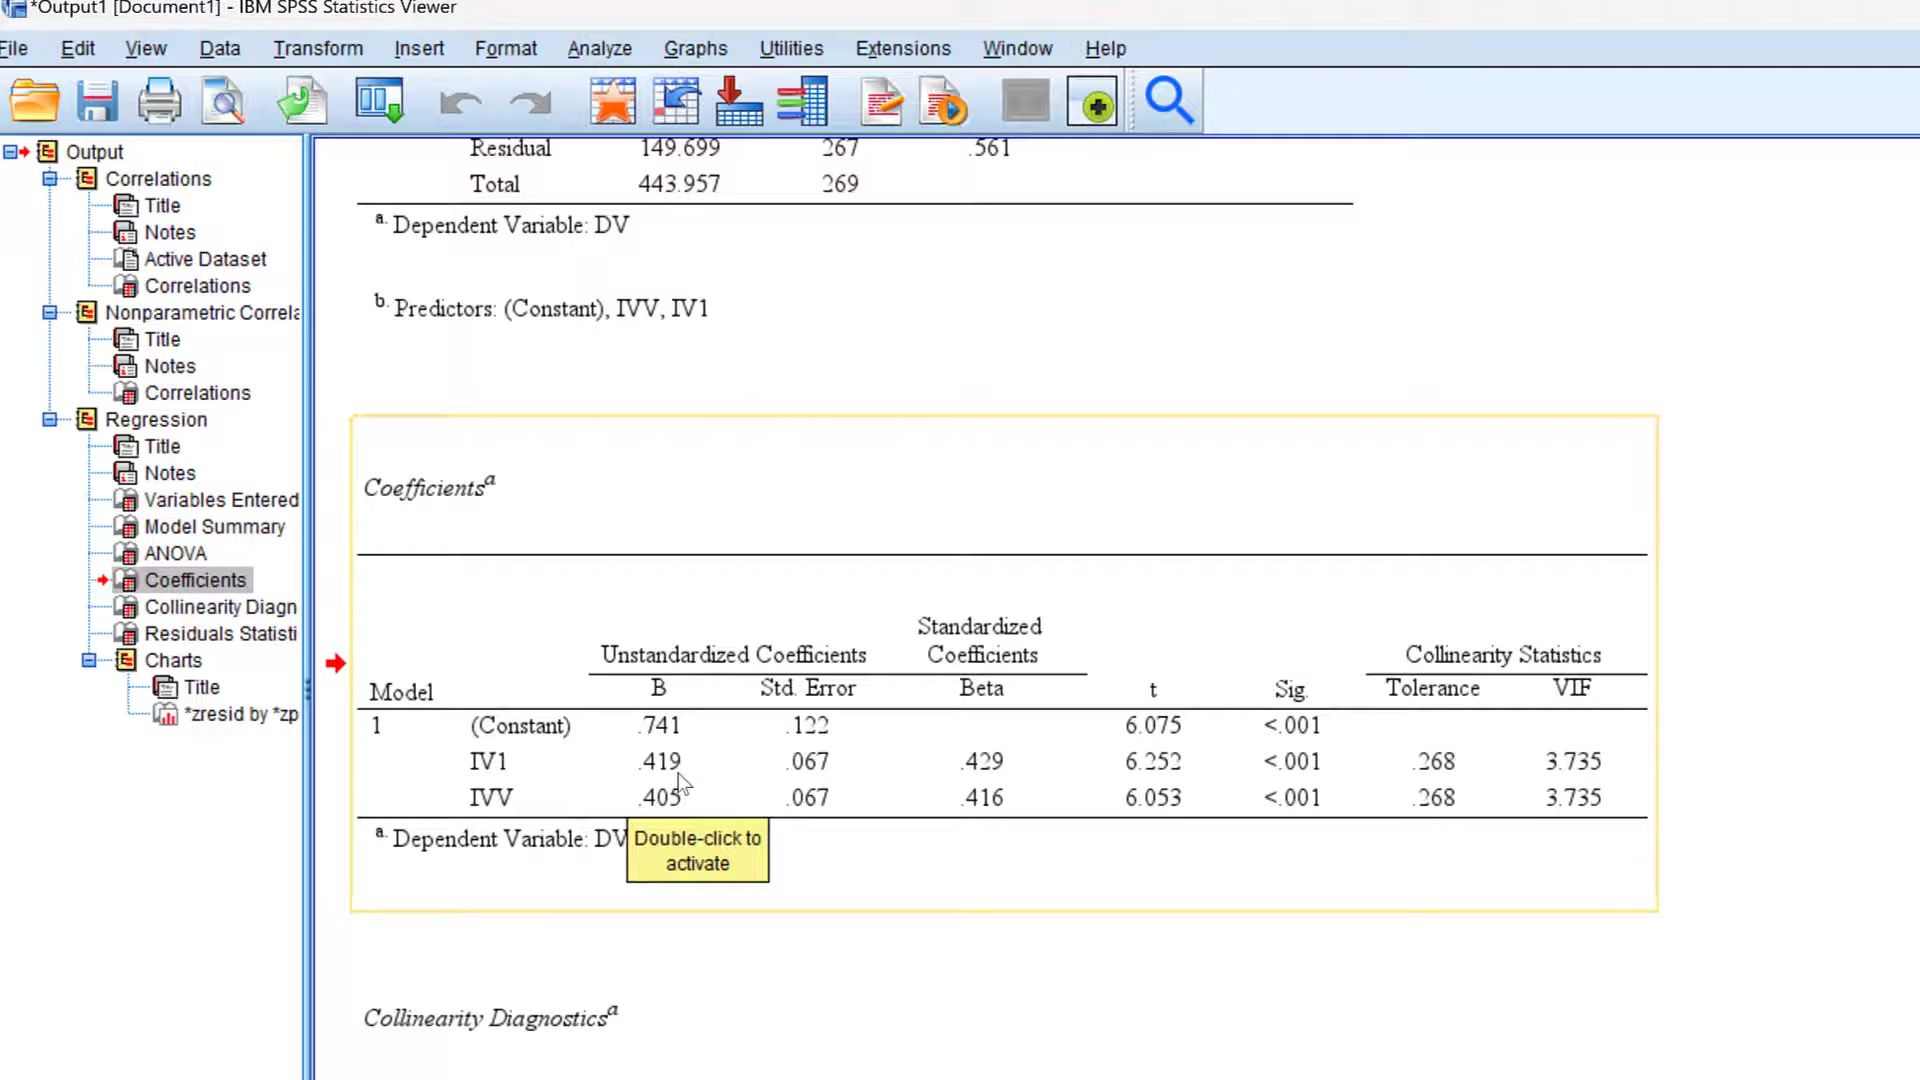 *Output1 [Document1] - IBM SPSS Statistics Viewer
File Edit View Data Transform Insert Format Analyze Graphs Utilities Extensions Window Help
Output
Correlations
Title
Notes
Active Dataset
Correlations
Nonparametric Correla
Title
Notes
Correlations
Regression
Title
Notes
Variables Entered
Model Summary
ANOVA
Coefficients
Collinearity Diagn
Residuals Statisti
Charts
Title
*zresid by *zp
Residual 149.699 267 .561
Total 443.957 269
a. Dependent Variable: DV
b. Predictors: (Constant), IVV, IV1
Coefficientsa
Standardized
Unstandardized Coefficients Coefficients Collinearity Statistics
Model B Std. Error Beta t Sig. Tolerance VIF
1 (Constant) .741 .122 6.075 <.001
IV1 .419 .067 .429 6.252 <.001 .268 3.735
IVV .405 .067 .416 6.053 <.001 .268 3.735
a. Dependent Variable: DV
Double-click to
activate
Collinearity Diagnosticsa